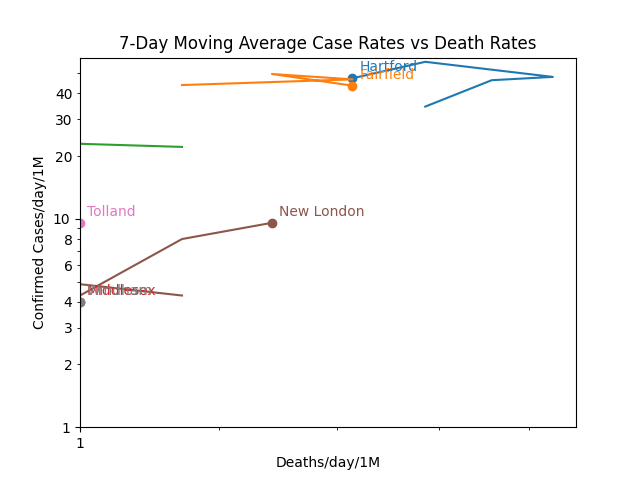 7-Day Moving Average Case Rates vs Death Rates
Confirmed Cases/day/1M
40
30
20
10
8
6
4
3
2
1
Hartford
Fairfield
Tolland
New London
Middlesex
1
Deaths/day/1M